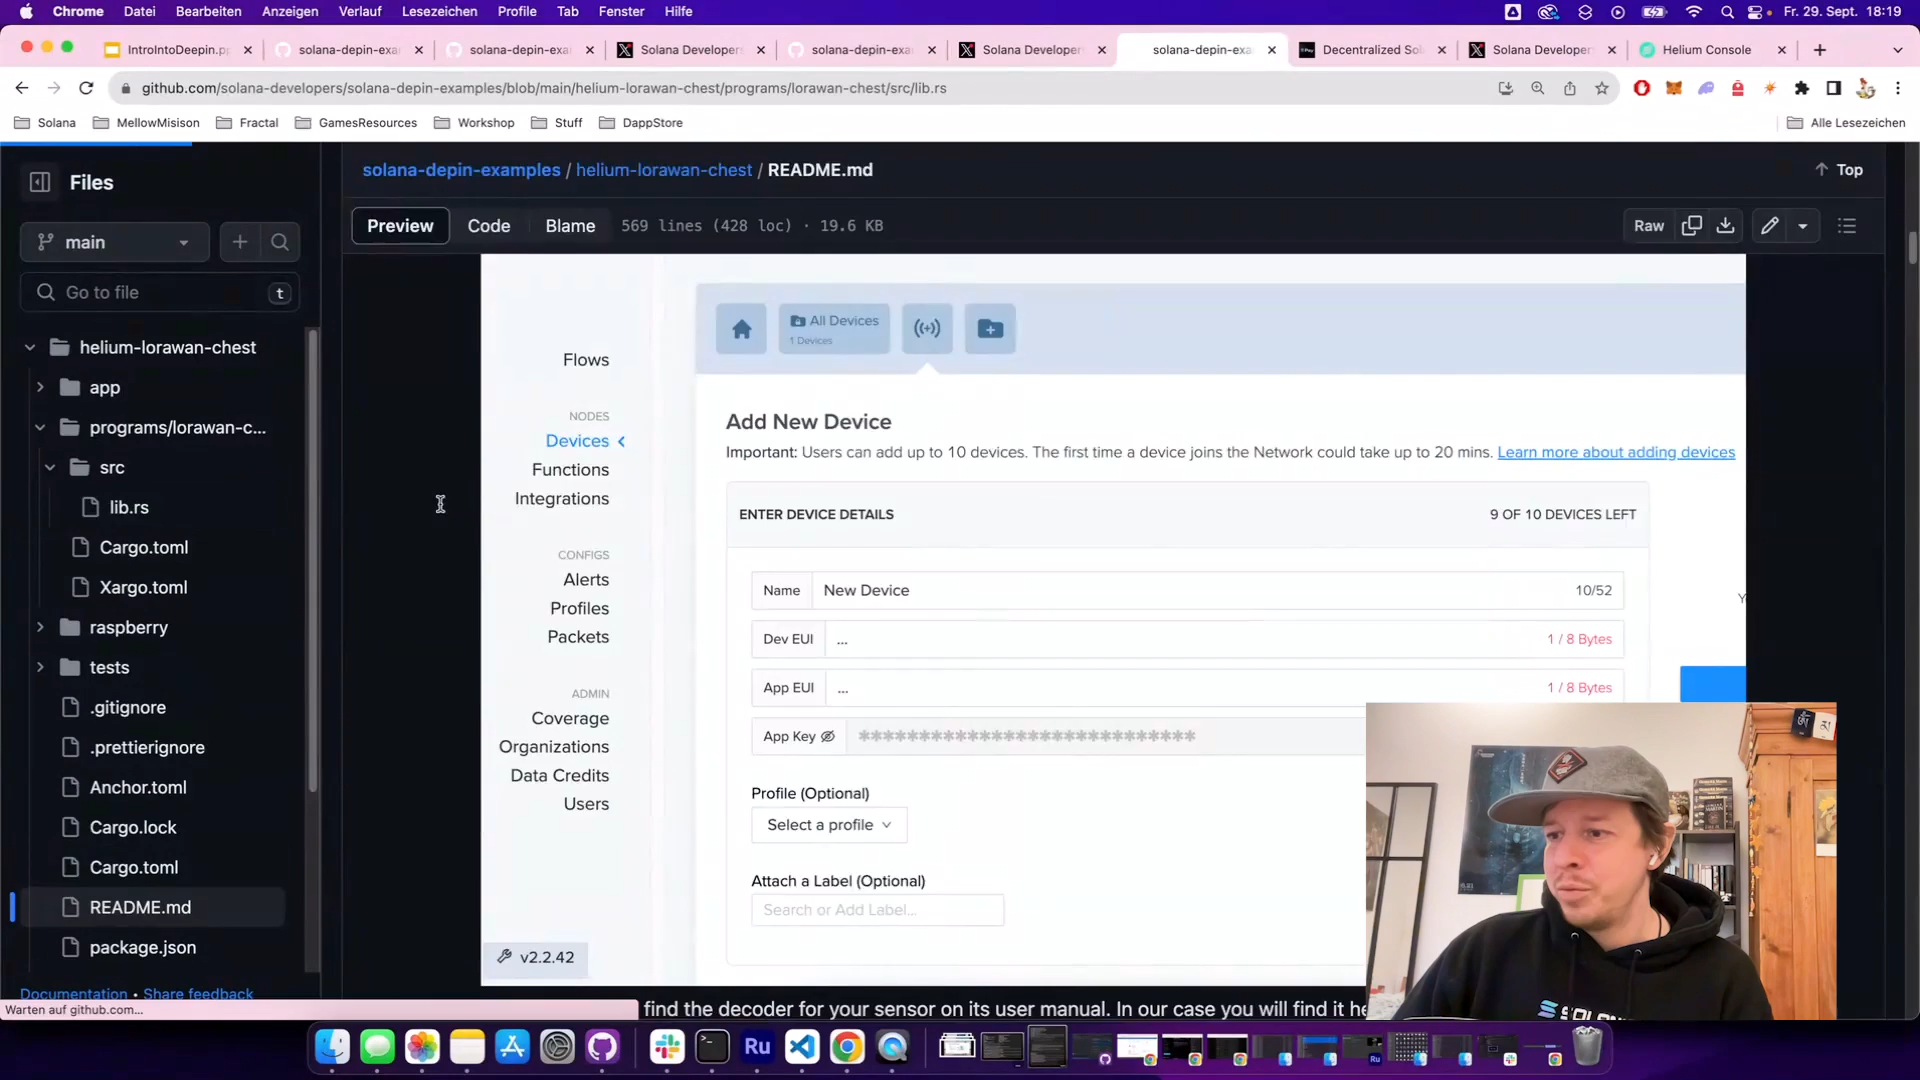 Chrome Datei Bearbeiten Anzeigen Verlauf Lesezeichen Profile Tab Fenster Hilfe Fr. 29. Sept. 18:19
IntroIntoDeepin.p solana-depin-exa solana-depin-exa Solana Developers solana-depin-exa Solana Developer solana-depin-exa Decentralized So Solana Developer Helium Console
github.com/solana-developers/solana-depin-examples/blob/main/helium-lorawan-chest/programs/lorawan-chest/src/lib.rs
Solana MellowMisison Fractal GamesResources Workshop Stuff DappStore Alle Lesezeichen
Files
solana-depin-examples / helium-lorawan-chest / README.md
Top
main
Preview Code Blame 569 lines (428 loc) · 19.6 KB Raw
Go to file t
helium-lorawan-chest
app
programs/lorawan-c...
src
lib.rs
Cargo.toml
Xargo.toml
raspberry
tests
.gitignore
.prettierignore
Anchor.toml
Cargo.lock
Cargo.toml
README.md
package.json
Documentation • Share feedback
Warten auf github.com...
Flows
NODES
Devices
Functions
Integrations
CONFIGS
Alerts
Profiles
Packets
ADMIN
Coverage
Organizations
Data Credits
Users
v2.2.42
All Devices
1 Devices
Add New Device
Important: Users can add up to 10 devices. The first time a device joins the Network could take up to 20 mins. Learn more about adding devices
ENTER DEVICE DETAILS 9 OF 10 DEVICES LEFT
Name New Device 10/52
Dev EUI ... 1 / 8 Bytes
App EUI ... 1 / 8 Bytes
App Key ****************************
Profile (Optional)
Select a profile
Attach a Label (Optional)
Search or Add Label...
find the decoder for your sensor on its user manual. In our case you will find it he
Ru